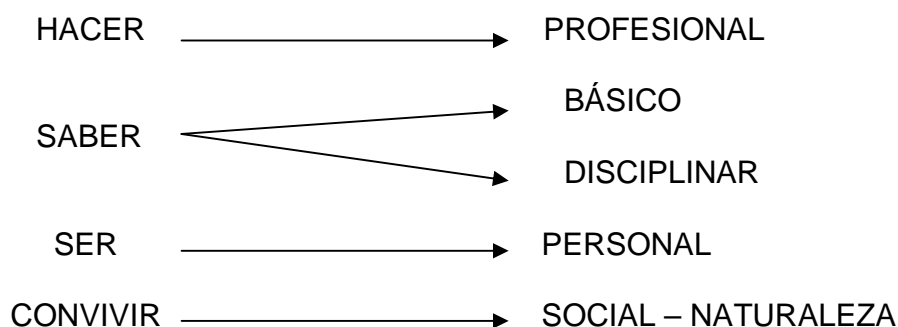 HACER PROFESIONAL
BÁSICO
SABER
DISCIPLINAR
SER PERSONAL
CONVIVIR SOCIAL – NATURALEZA